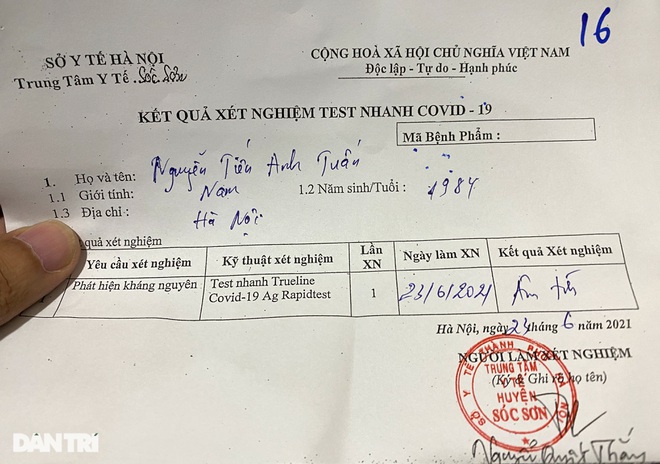 16
SỞ Y TẾ HÀ NỘI
Trung Tâm Y Tế . Sóc Sơn
CỘNG HOÀ XÃ HỘI CHỦ NGHĨA VIỆT NAM
Độc lập - Tự do - Hạnh phúc
KẾT QUẢ XÉT NGHIỆM TEST NHANH COVID - 19
Mã Bệnh Phẩm :
1. Họ và tên: Nguyễn Tiến Anh Tuấn
1.1 Giới tính: Nam 1.2 Năm sinh/Tuổi : 1984
1.3 Địa chỉ : Hà Nội
quả xét nghiệm
Yêu cầu xét nghiệm Kỹ thuật xét nghiệm Lần XN Ngày làm XN Kết quả Xét nghiệm
Phát hiện kháng nguyên Test nhanh Trueline Covid-19 Ag Rapidtest 1 23/6/2021 Âm tính
Hà Nội, ngày 23 tháng 6 năm 2021
NGƯỜI LÀM XÉT NGHIỆM
(Ký & Ghi rõ họ tên)
TRUNG TÂM
Y TẾ
HUYỆN
SÓC SƠN
Nguyễn Thắng
DÂN TRÍ